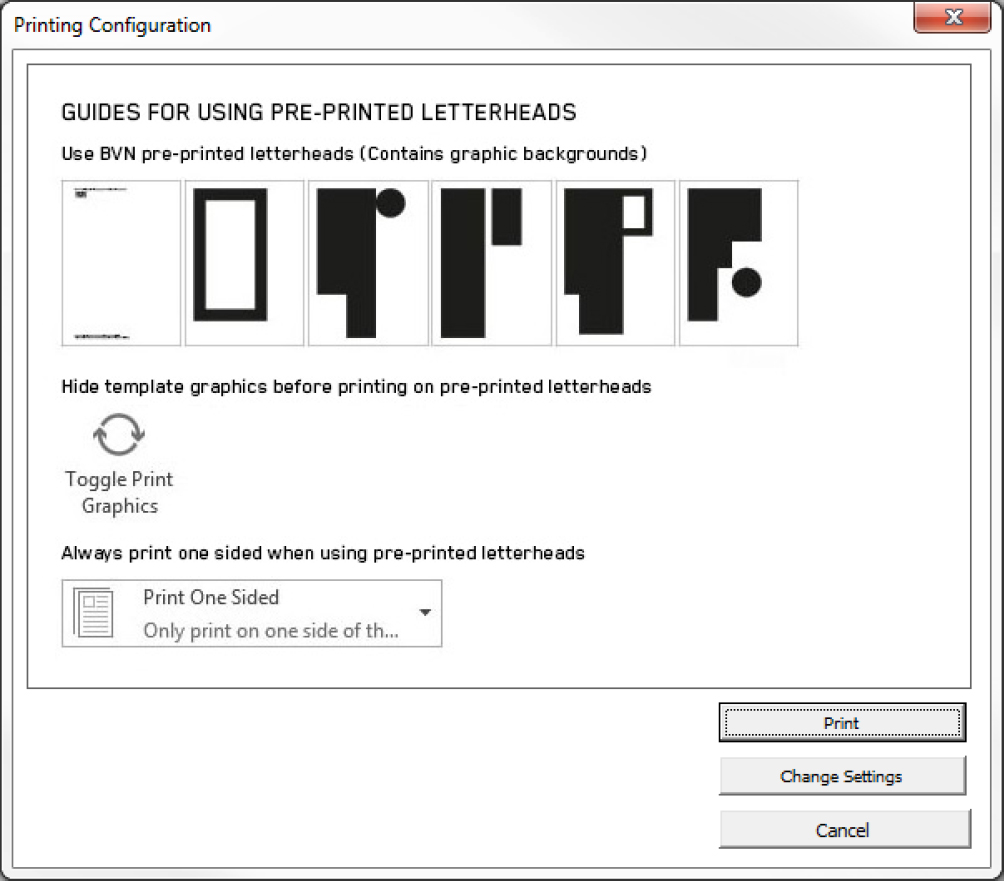 Printing Configuration
GUIDES FOR USING PRE-PRINTED LETTERHEADS
Use BVN pre-printed letterheads (Contains graphic backgrounds)
Hide template graphics before printing on pre-printed letterheads
Toggle Print
Graphics
Always print one sided when using pre-printed letterheads
Print One Sided
Only print on one side of th...
Print
Change Settings
Cancel